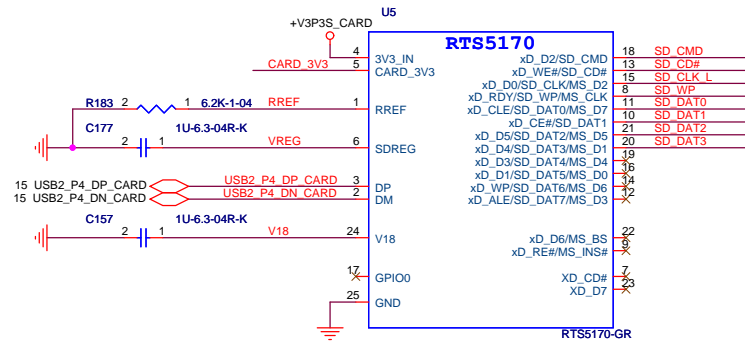 U5
+V3P3S_CARD
RTS5170
4 3V3_IN xD_D2/SD_CMD 18 SD_CMD
CARD_3V3 5 CARD_3V3 xD_WE#/SD_CD# 13 SD_CD#
xD_D0/SD_CLK/MS_D2 15 SD_CLK_L
xD_RDY/SD_WP/MS_CLK 8 SD_WP
R183 2 1 6.2K-1-04 RREF 1 RREF xD_CLE/SD_DAT0/MS_D7 11 SD_DAT0
xD_CE#/SD_DAT1 10 SD_DAT1
C177 1U-6.3-04R-K xD_D5/SD_DAT2/MS_D5 21 SD_DAT2
2 1 VREG 6 SDREG xD_D4/SD_DAT3/MS_D1 20 SD_DAT3
xD_D3/SD_DAT4/MS_D4 19
xD_D1/SD_DAT5/MS_D0 16
15 USB2_P4_DP_CARD USB2_P4_DP_CARD 3 DP xD_WP/SD_DAT6/MS_D6 14
15 USB2_P4_DN_CARD USB2_P4_DN_CARD 2 DM xD_ALE/SD_DAT7/MS_D3 12
C157 1U-6.3-04R-K
2 1 V18 24 V18 xD_D6/MS_BS 22
xD_RE#/MS_INS# 9
17 GPIO0 XD_CD# 7
XD_D7 23
25 GND
RTS5170-GR